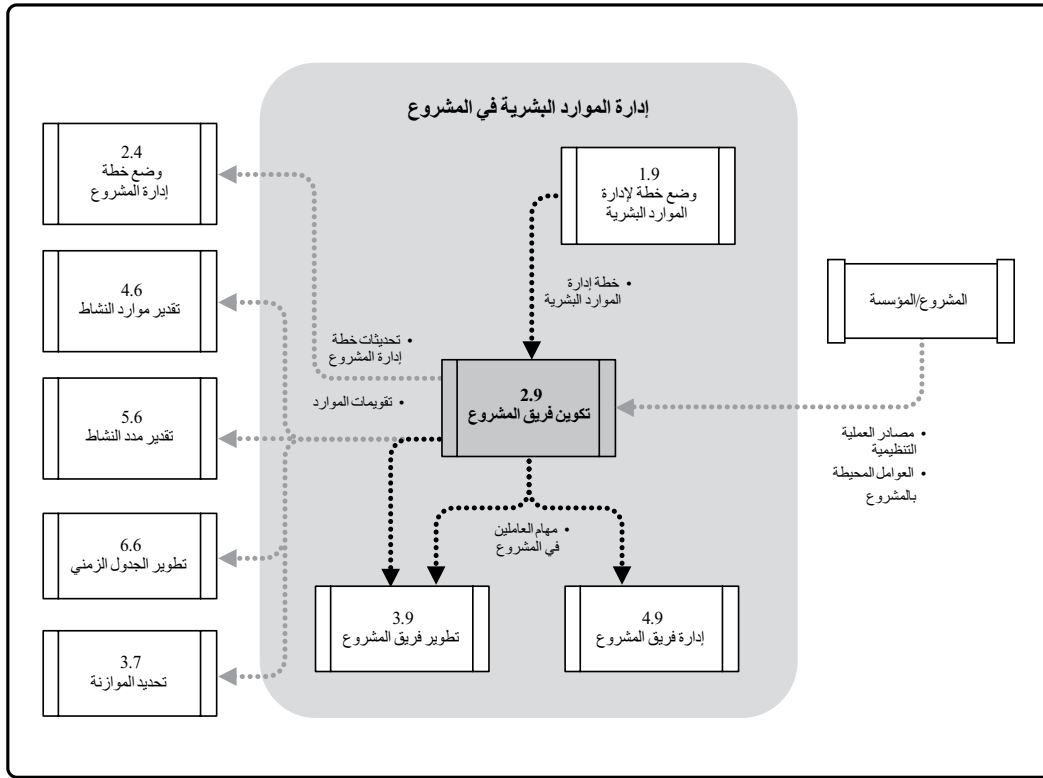 إدارة الموارد البشرية في المشروع
1.9
وضع خطة لإدارة
الموارد البشرية
2.4
وضع خطة
إدارة المشروع
4.6
تقدير موارد النشاط
المشروع/المؤسسة
• خطة إدارة
الموارد البشرية
• تحديثات خطة
إدارة المشروع
• تقويمات الموارد
2.9
تكوين فريق المشروع
5.6
تقدير مدد النشاط
• مصادر العملية
التنظيمية
• العوامل المحيطة
بالمشروع
• مهام العاملين
في المشروع
6.6
تطوير الجدول الزمني
4.9
إدارة فريق المشروع
3.9
تطوير فريق المشروع
3.7
تحديد الموازنة